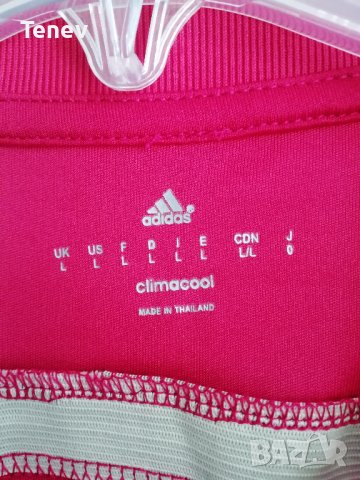 Tenev
adidas
UK US F D I E CDN J
L L L L L L L/L O
climacool
MADE IN THAILAND
BAZAR